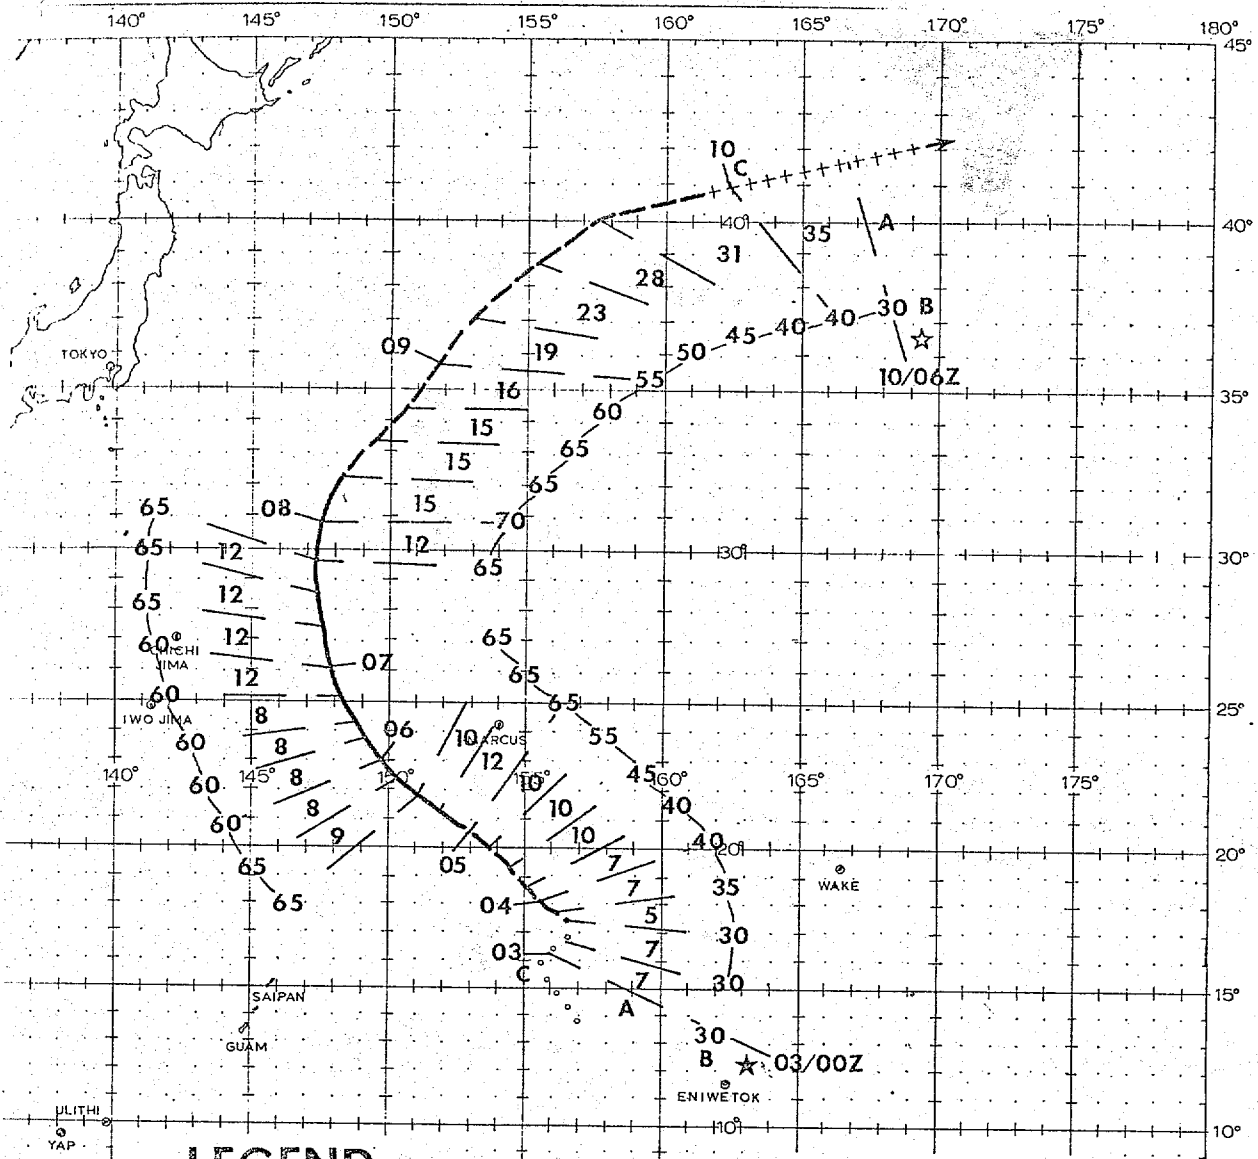 140° 145° 150° 155° 160° 165° 170° 175° 180°
45°
10
C
40° 35 A 40°
31
28
23 40 30 B
45 40
09 19 50
TOKYO 55 10/06Z
16 60 35°
15 65
15 65
65 08 15 70
65 12 12 65 30° 30°
65 12
60 12 65
CHICHI
JIMA 07
12 65
60 65 25°
IWO JIMA 8 06 10 MARCUS 55
60 8 12
140° 145° 150° 155° 45 160° 165° 170° 175°
60 8 10
8 10 40
60 9 10 40
65 05 7 20° 20°
65 04 7 35 WAKE
5
03 7 30
C 7 30
SAIPAN A 15°
GUAM 30
B 03/00Z
ENIWETOK
ULITHI 10° 10°
YAP
LEGEND